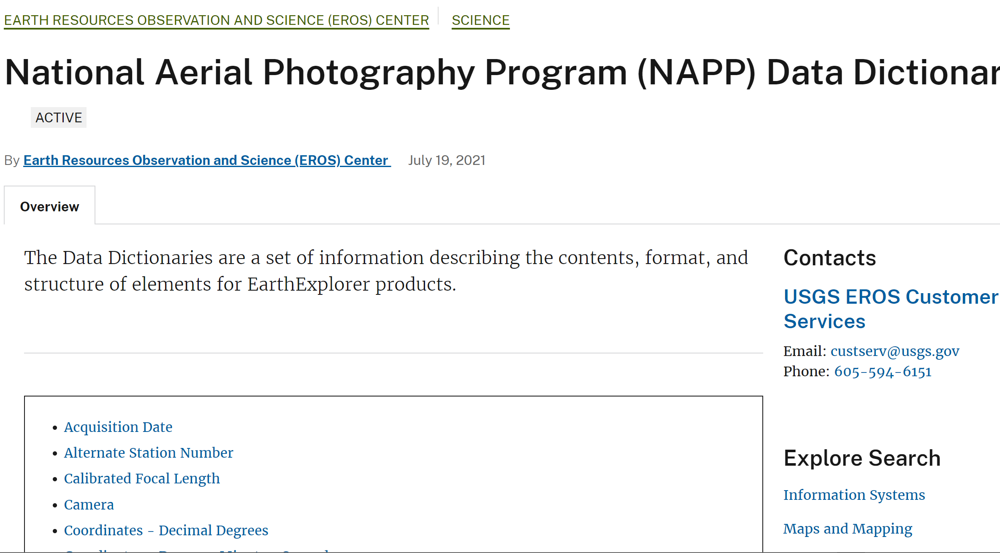 EARTH RESOURCES OBSERVATION AND SCIENCE (EROS) CENTER SCIENCE
National Aerial Photography Program (NAPP) Data Dictionar
ACTIVE
By Earth Resources Observation and Science (EROS) Center July 19, 2021
Overview
The Data Dictionaries are a set of information describing the contents, format, and
structure of elements for EarthExplorer products.
Acquisition Date
Alternate Station Number
Calibrated Focal Length
Camera
Coordinates - Decimal Degrees
Contacts
USGS EROS Customer
Services
Email: custserv@usgs.gov
Phone: 605-594-6151
Explore Search
Information Systems
Maps and Mapping